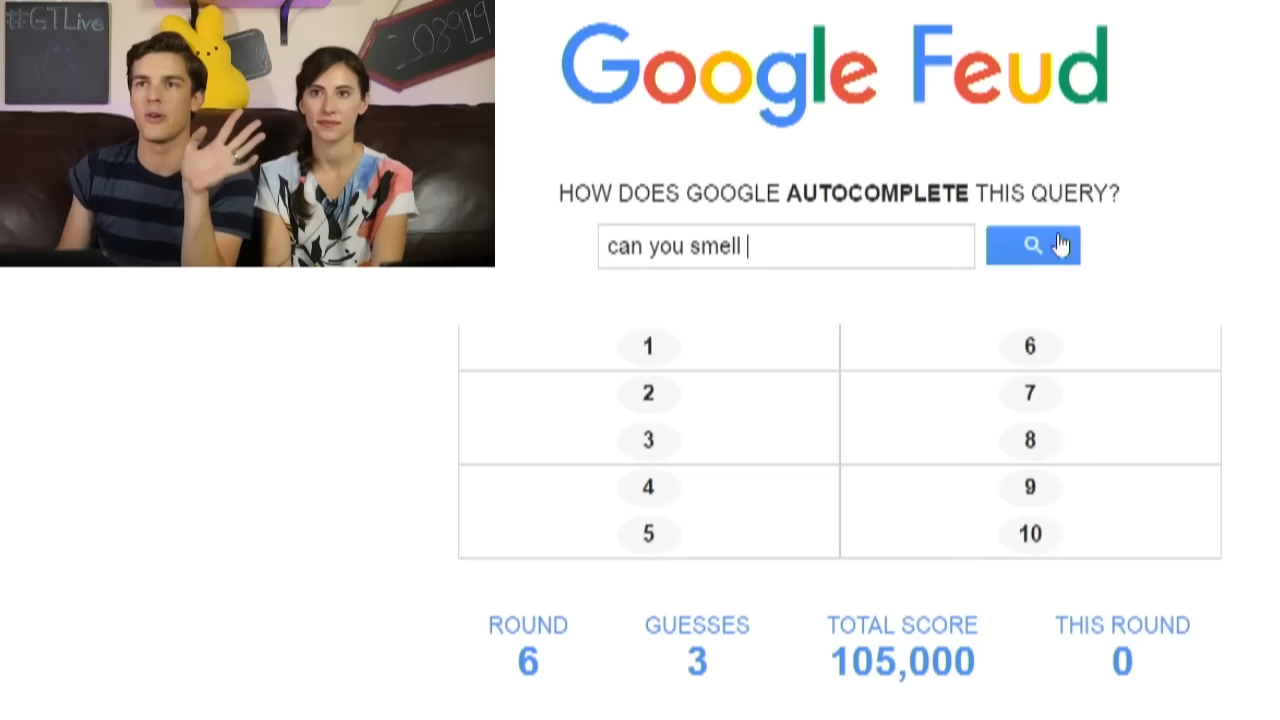 #GTLive
-08919
Google Feud
HOW DOES GOOGLE AUTOCOMPLETE THIS QUERY?
can you smell
1 6
2 7
3 8
4 9
5 10
ROUND GUESSES TOTAL SCORE THIS ROUND
6 3 105,000 0